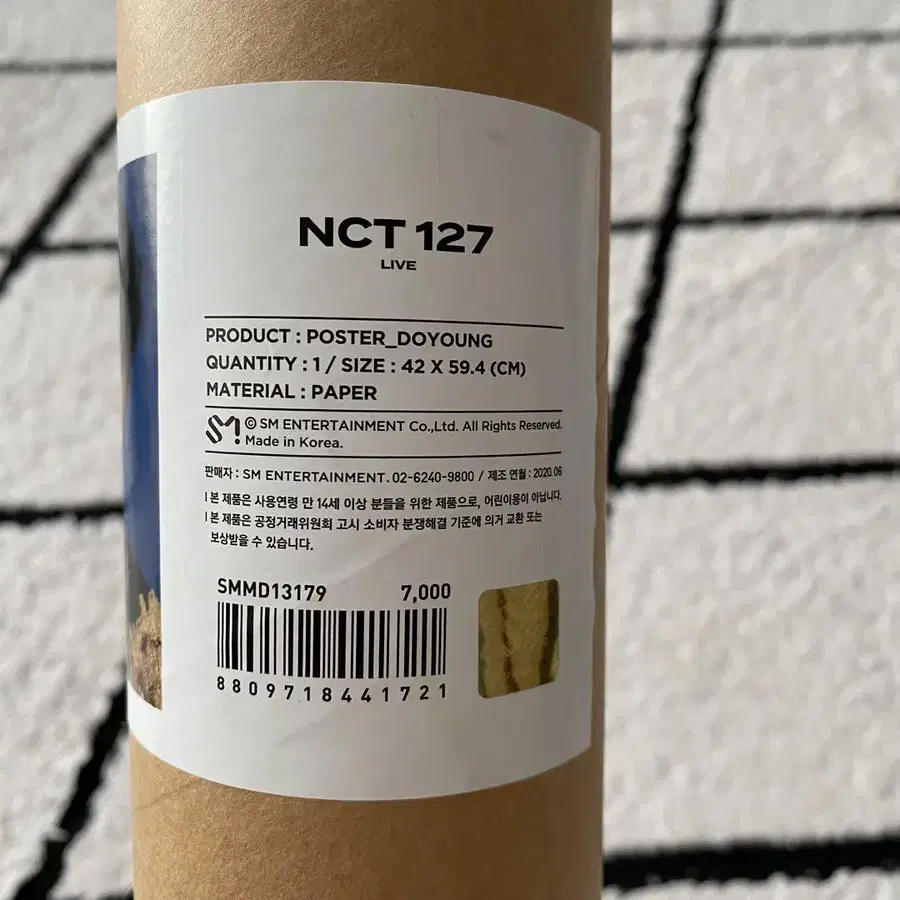 NCT 127
LIVE
PRODUCT : POSTER_DOYOUNG
QUANTITY : 1 / SIZE : 42 X 59.4 (CM)
MATERIAL : PAPER
SM © SM ENTERTAINMENT Co.,Ltd. All Rights Reserved.
Made in Korea.
판매자 : SM ENTERTAINMENT. 02-6240-9800 / 제조 연월 : 2020. 06
l 본 제품은 사용연령 만 14세 이상 분들을 위한 제품으로, 어린이용이 아닙니다.
l 본 제품은 공정거래위원회 고시 소비자 분쟁해결 기준에 의거 교환 또는
보상받을 수 있습니다.
SMMD13179 7,000
8809718441721